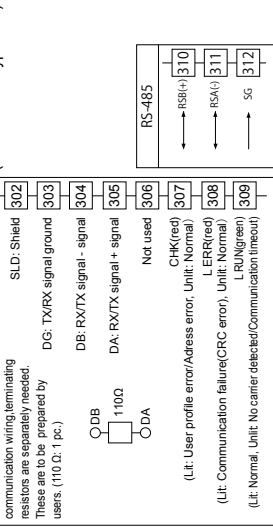 communication wiring,terminating
resistors are separately needed.
These are to be prepared by
users. (110 Ω: 1 pc.)
DB
110Ω
DA
302
SLD: Shield
303
DG: TX/RX signal ground
304
DB: RX/TX signal - signal
305
DA: RX/TX signal + signal
306
Not used
307
CHK(red)
(Lit: User profile error/Adress error, Unlit: Normal)
308
L ERR(red)
(Lit: Communication failure(CRC error), Unlit: Normal)
309
L RUN(green)
(Lit: Normal, Unlit: No carrier detected/Communication timeout)
RS-485
RSB(+)
310
RSA(-)
311
SG
312